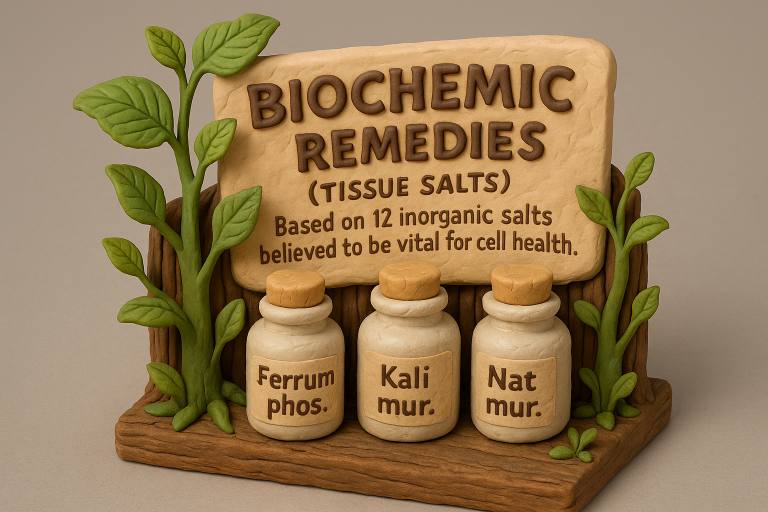 BIOCHEMIC
REMEDIES
(TISSUE SALTS)
Based on 12 inorganic salts
believed to be vital for cell health.
Ferrum
phos.
Kali
mur.
Nat
mur.